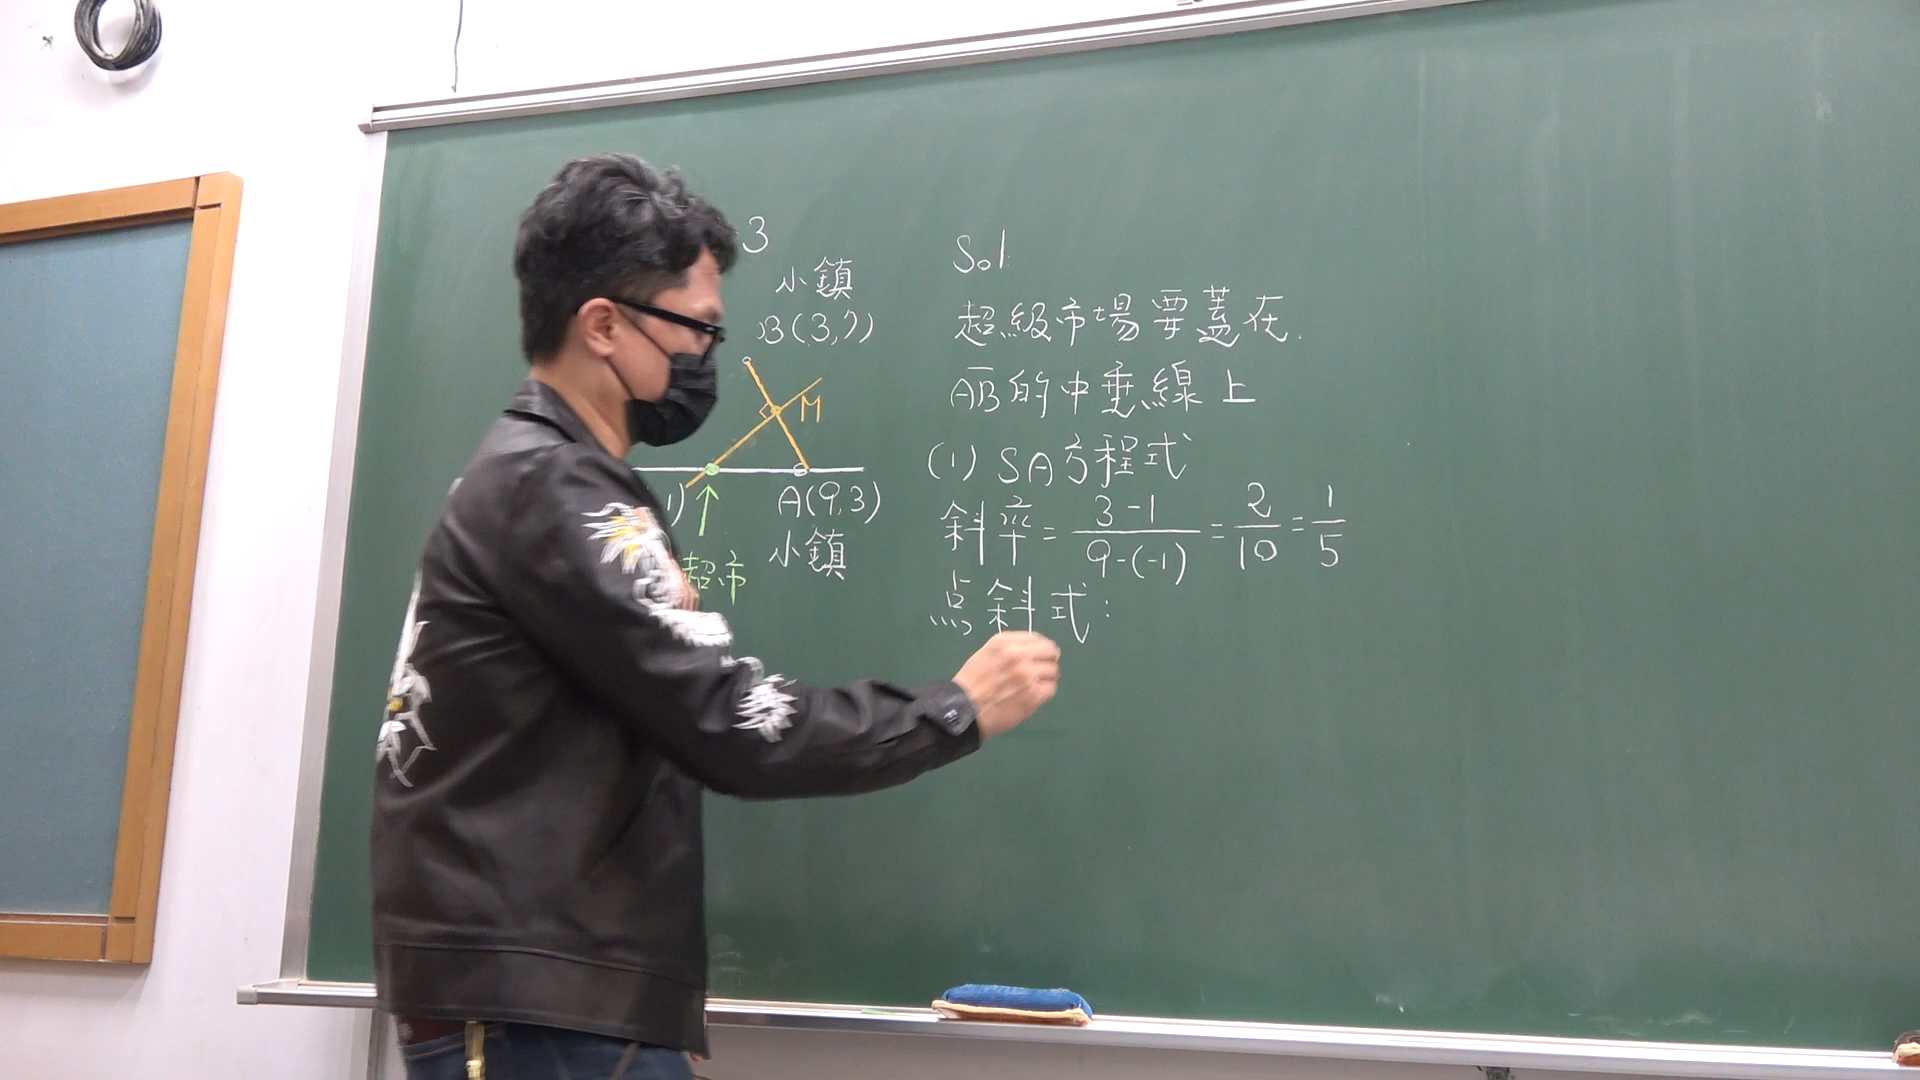 3
小鎮
B(3,7)
M
1)
A(9,3)
小鎮
超市
Sol
超級市場要蓋在
AB的中垂線上
(1) SA方程式
斜率 = 3-1 / 9-(-1) = 2/10 = 1/5
点斜式: